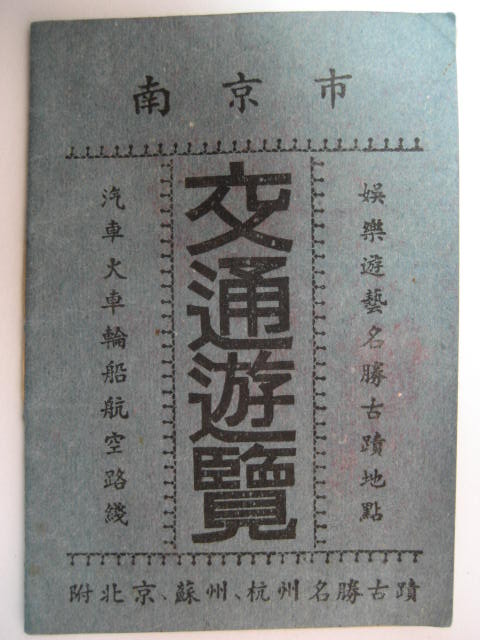 南京市
娛樂遊藝名勝古蹟地點
交通遊覽
汽車火車輪船航空路綫
附北京、蘇州、杭州名勝古蹟